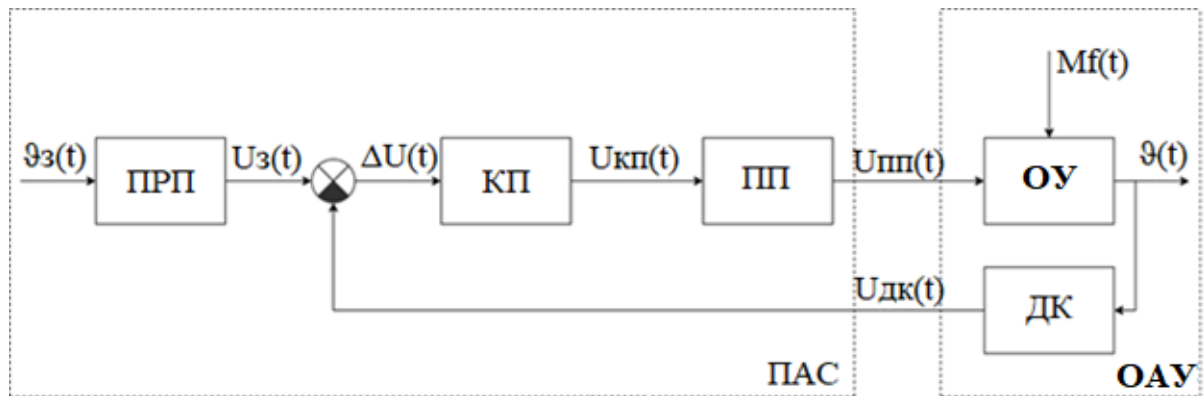 Mf(t)
ϑз(t)
ПРП
Uз(t)
ΔU(t)
КП
Uкп(t)
ПП
Uпп(t)
ОУ
ϑ(t)
Uдк(t)
ДК
ПАС
ОАУ